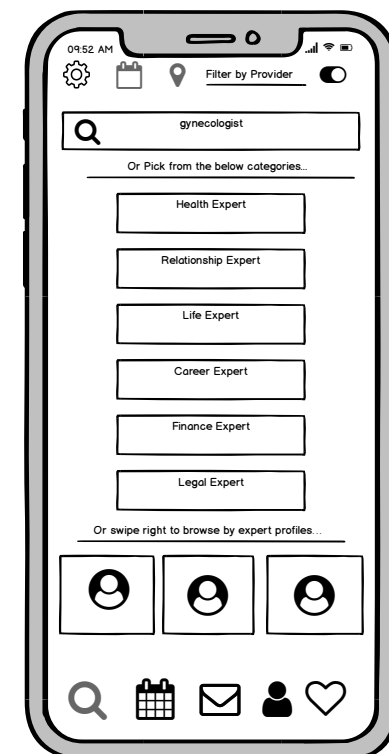 09:52 AM
Filter by Provider
gynecologist
Or Pick from the below categories...
Health Expert
Relationship Expert
Life Expert
Career Expert
Finance Expert
Legal Expert
Or swipe right to browse by expert profiles...